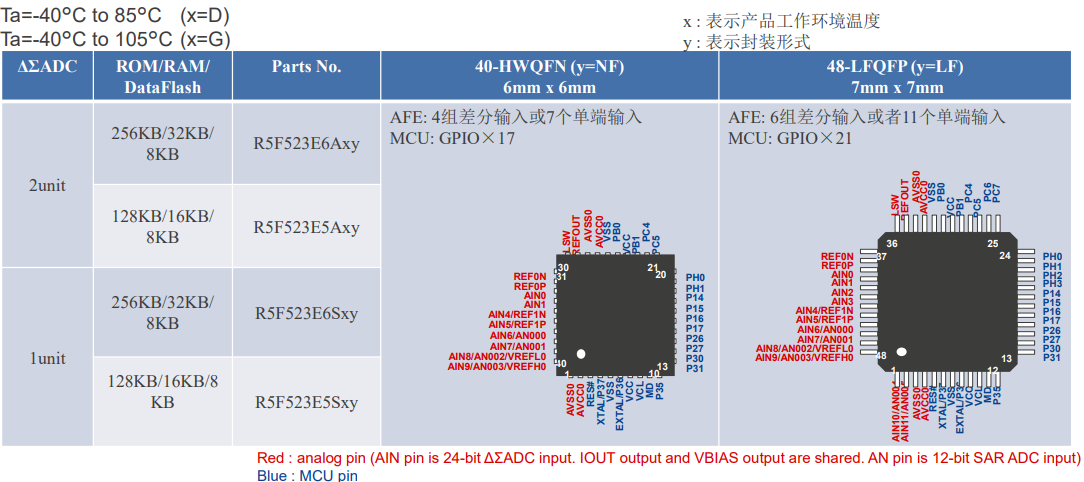 Ta=-40°C to 85°C (x=D)
Ta=-40°C to 105°C (x=G)
x : 表示产品工作环境温度
y : 表示封装形式
ΔΣADC
ROM/RAM/
DataFlash
Parts No.
40-HWQFN (y=NF)
6mm x 6mm
48-LFQFP (y=LF)
7mm x 7mm
2unit
256KB/32KB/
8KB
R5F523E6Axy
128KB/16KB/
8KB
R5F523E5Axy
1unit
256KB/32KB/
8KB
R5F523E6Sxy
128KB/16KB/8
KB
R5F523E5Sxy
AFE: 4组差分输入或7个单端输入
MCU: GPIO×17
LSW
REFOUT
AVSS0
AVCC0
VSS
PB0
VCC
PB1
PC4
PC5
30
21
31
20
REF0N
REF0P
AIN0
AIN1
AIN4/REF1N
AIN5/REF1P
AIN6/AN000
AIN7/AN001
AIN8/AN002/VREFL0
AIN9/AN003/VREFH0
PH0
PH1
P14
P15
P16
P17
P26
P27
P30
P31
40
13
1
10
AVSS0
AVCC0
RES#
XTAL/P37
VSS
EXTAL/P36
VCC
VCL
MD
P35
AFE: 6组差分输入或者11个单端输入
MCU: GPIO×21
LSW
REFOUT
AVSS0
AVCC0
VSS
PB0
VCC
PB1
PC4
PC5
PC6
PC7
36
25
37
24
REF0N
REF0P
AIN0
AIN1
AIN2
AIN3
AIN4/REF1N
AIN5/REF1P
AIN6/AN000
AIN7/AN001
AIN8/AN002/VREFL0
AIN9/AN003/VREFH0
PH0
PH1
PH2
PH3
P14
P15
P16
P17
P26
P27
P30
P31
48
13
1
12
AVSS0
AVCC0
RES#
VSS
VCC
VCL
MD
P35
Red : analog pin (AIN pin is 24-bit ΔΣADC input. IOUT output and VBIAS output are shared. AN pin is 12-bit SAR ADC input)
Blue : MCU pin